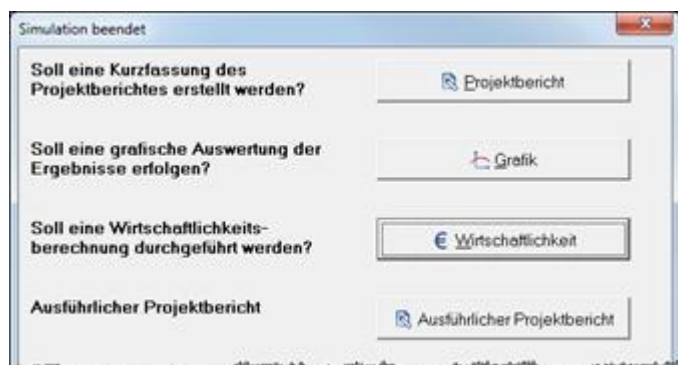 Simulation beendet
Soll eine Kurzfassung des
Projektberichtes erstellt werden?
Projektbericht
Soll eine grafische Auswertung der
Ergebnisse erfolgen?
Grafik
Soll eine Wirtschaftlichkeits-
berechnung durchgeführt werden?
€ Wirtschaftlichkeit
Ausführlicher Projektbericht
Ausführlicher Projektbericht